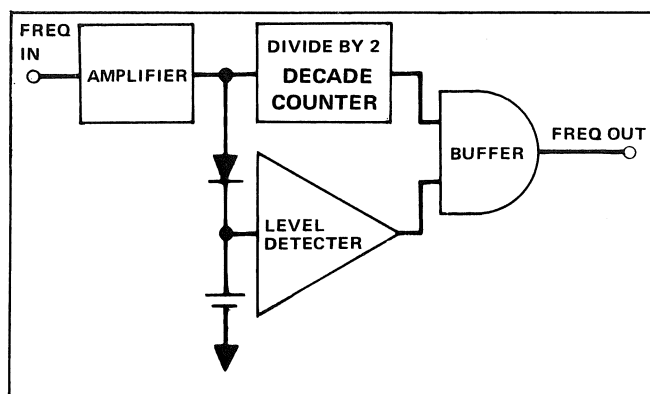 FREQ
IN
AMPLIFIER
DIVIDE BY 2
DECADE
COUNTER
BUFFER
FREQ OUT
LEVEL
DETECTER